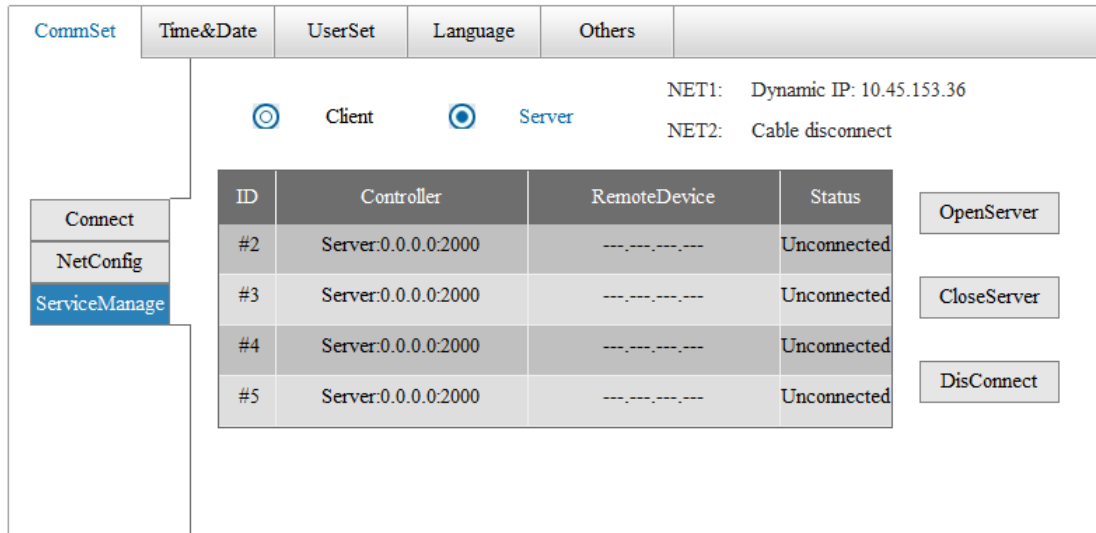 CommSet Time&Date UserSet Language Others
Client Server
NET1: Dynamic IP: 10.45.153.36
NET2: Cable disconnect
Connect
NetConfig
ServiceManage
ID Controller RemoteDevice Status
#2 Server:0.0.0.0:2000 ---.---.---.--- Unconnected
#3 Server:0.0.0.0:2000 ---.---.---.--- Unconnected
#4 Server:0.0.0.0:2000 ---.---.---.--- Unconnected
#5 Server:0.0.0.0:2000 ---.---.---.--- Unconnected
OpenServer
CloseServer
DisConnect